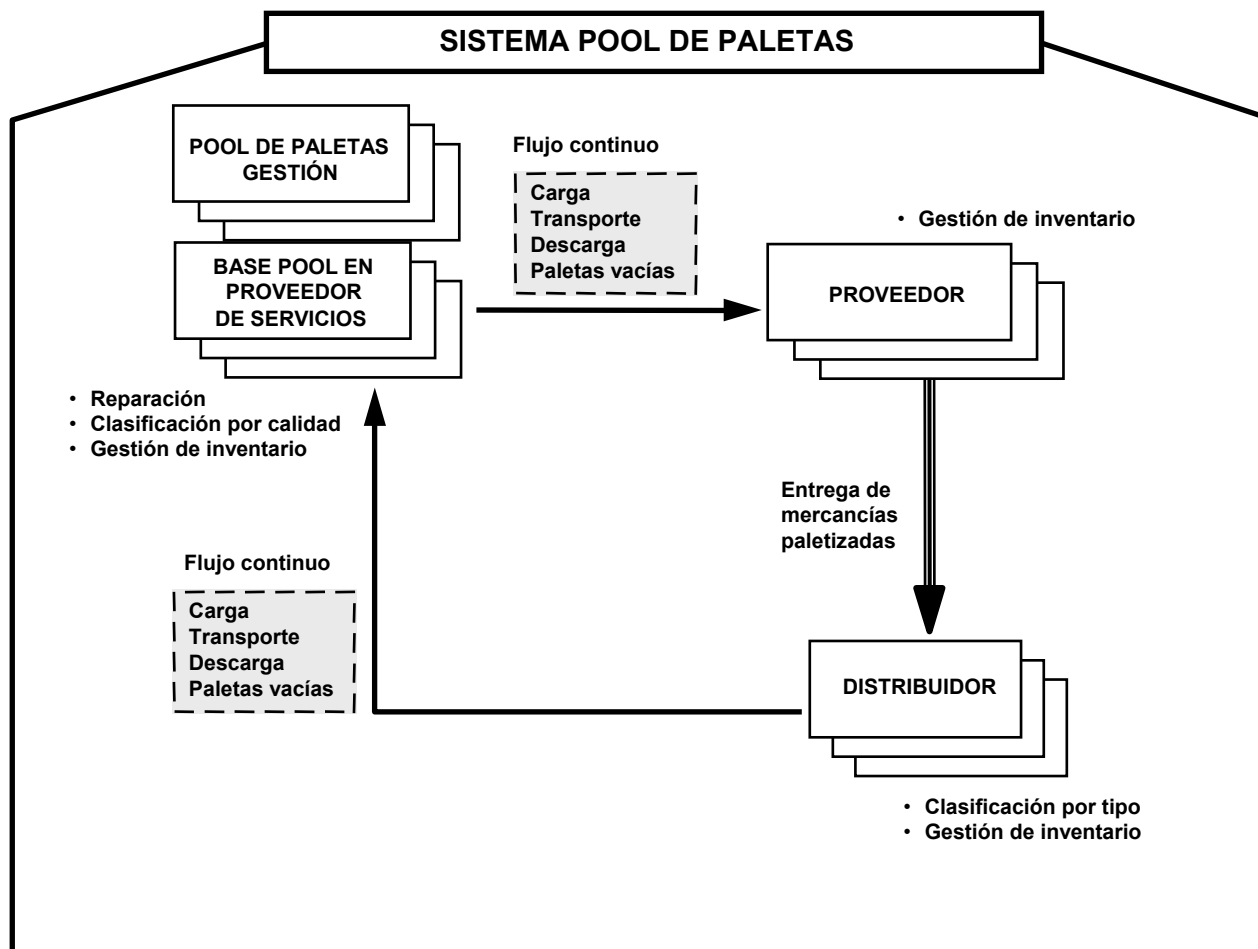 SISTEMA POOL DE PALETAS
POOL DE PALETAS
GESTIÓN
BASE POOL EN
PROVEEDOR
DE SERVICIOS
• Reparación
• Clasificación por calidad
• Gestión de inventario
Flujo continuo
Carga
Transporte
Descarga
Paletas vacías
• Gestión de inventario
PROVEEDOR
Entrega de
mercancías
paletizadas
Flujo continuo
Carga
Transporte
Descarga
Paletas vacías
DISTRIBUIDOR
• Clasificación por tipo
• Gestión de inventario